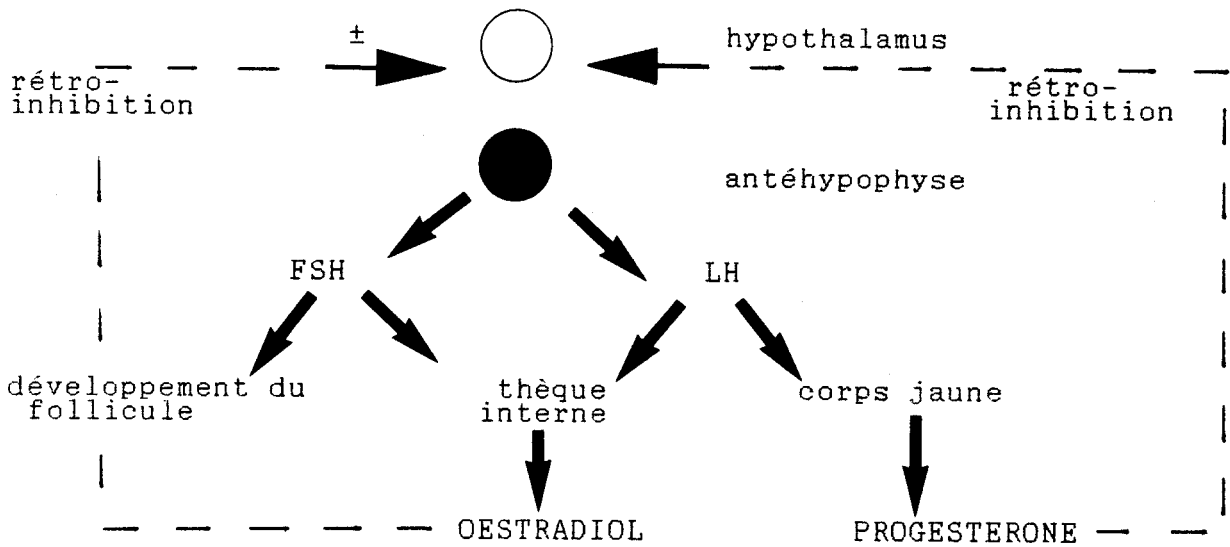 ±
hypothalamus
rétro-
inhibition
rétro-
inhibition
antéhypophyse
FSH
LH
développement du
follicule
thèque
interne
corps jaune
OESTRADIOL
PROGESTERONE